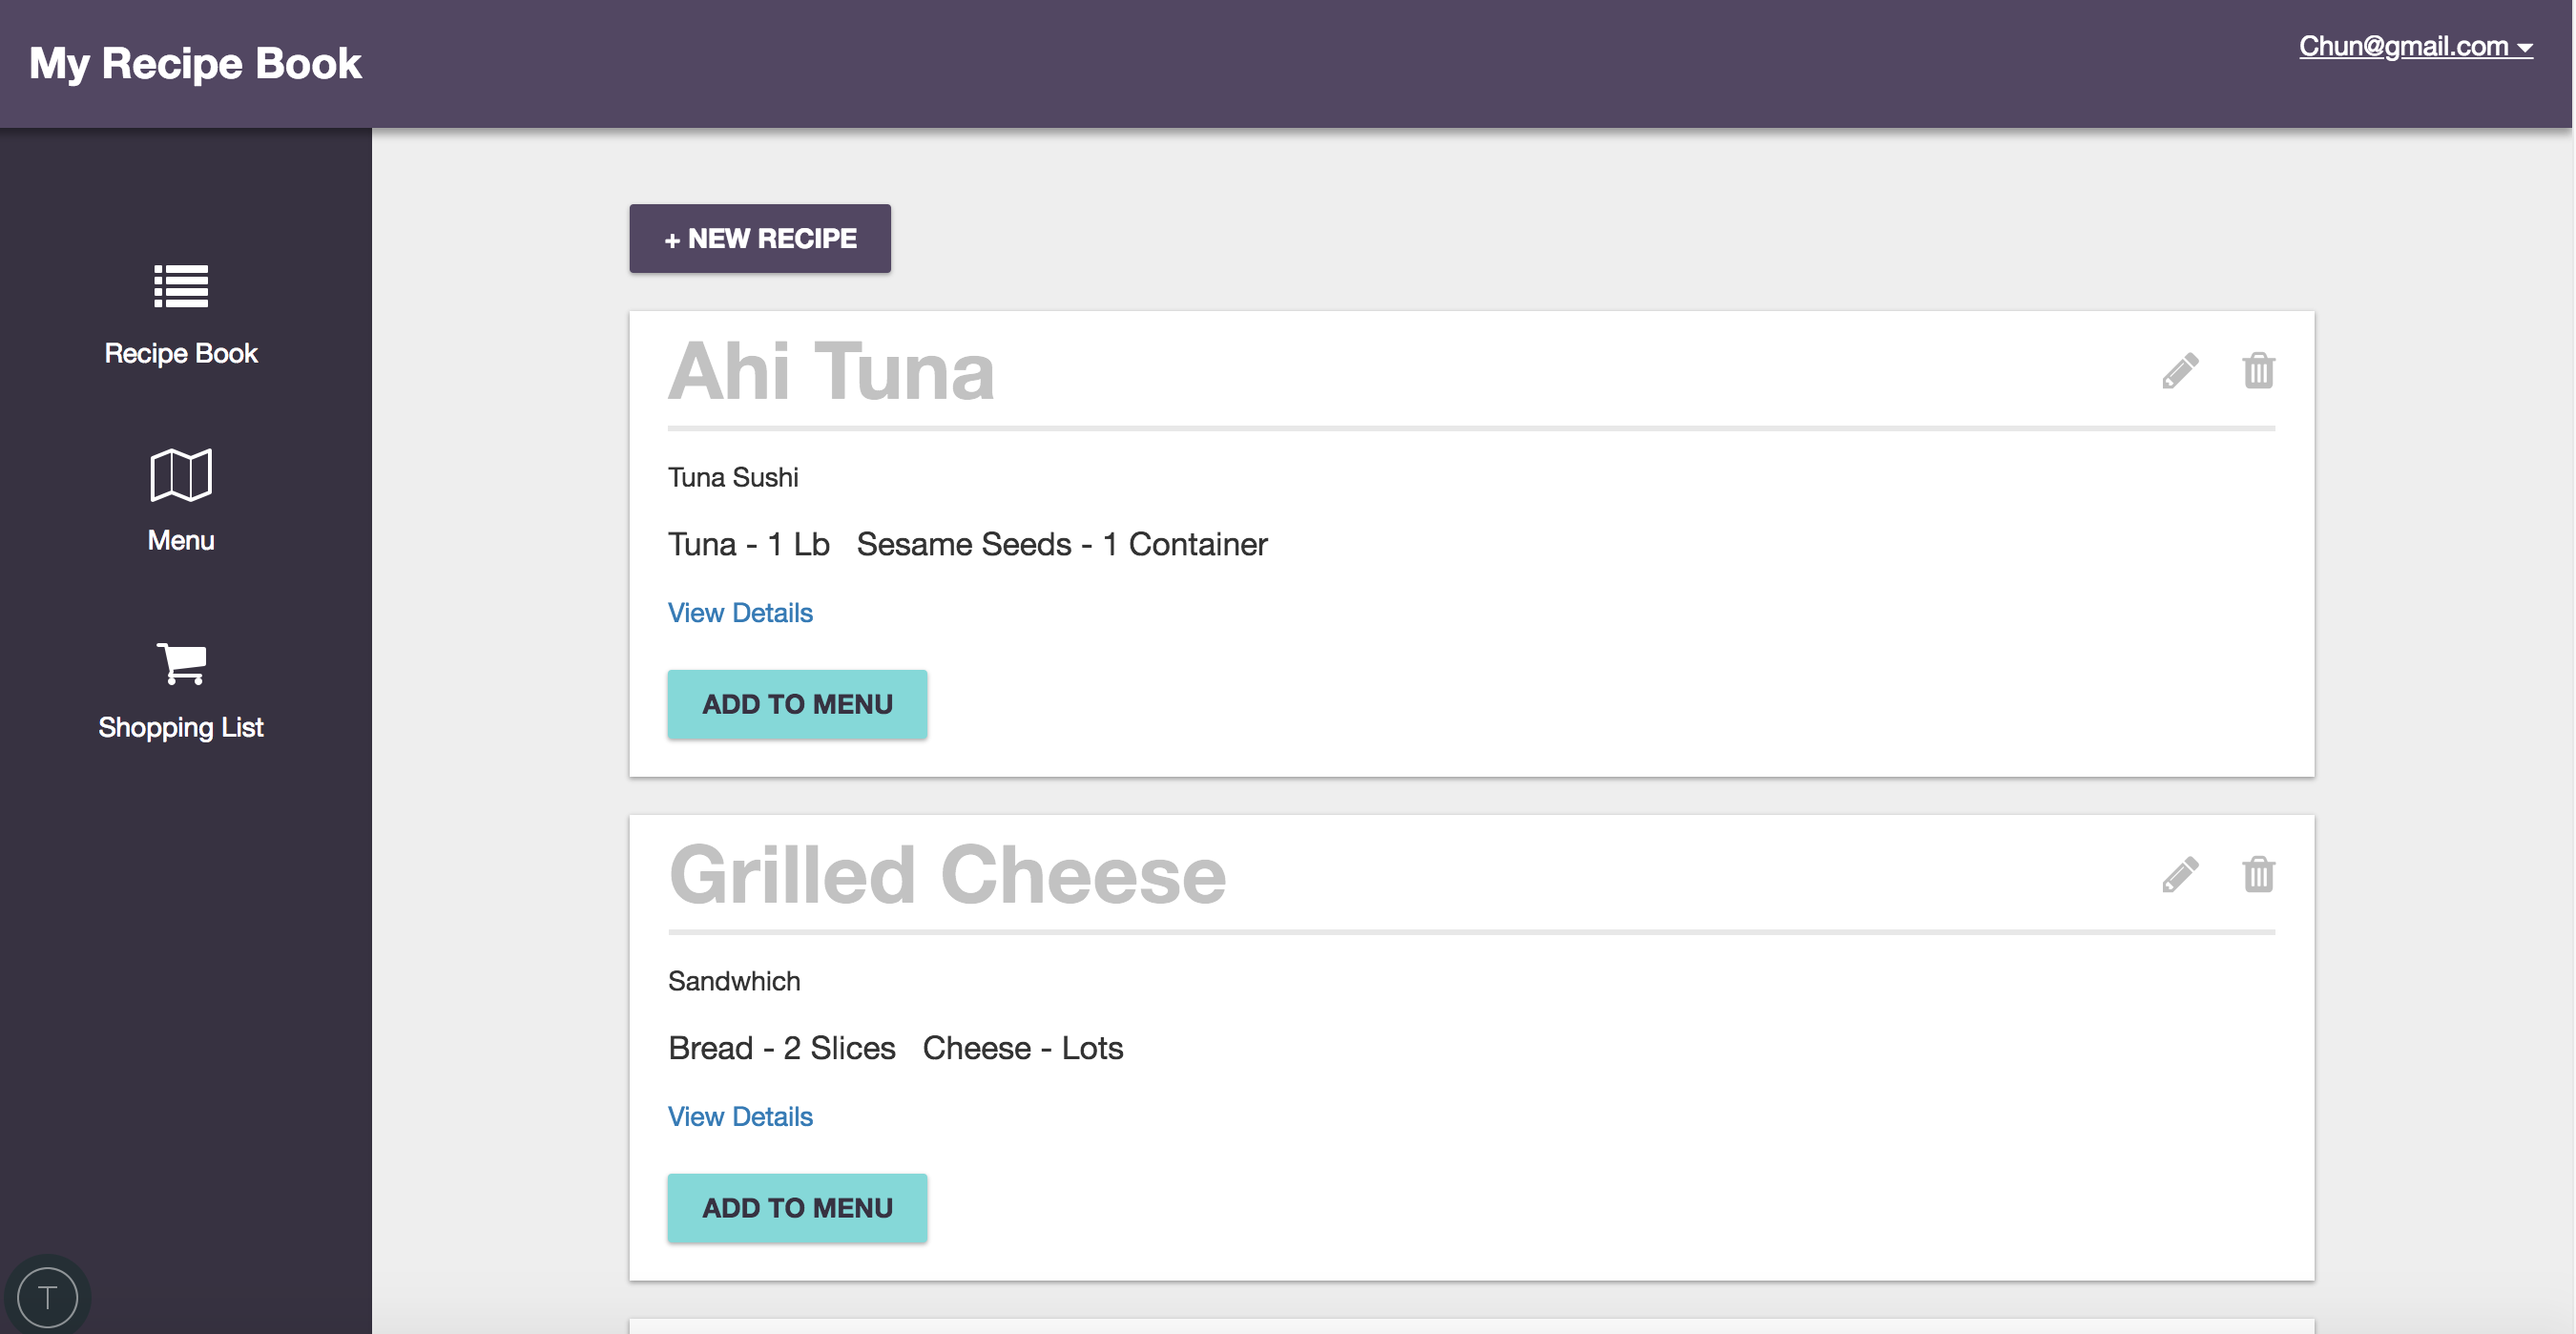 My Recipe Book
Chun@gmail.com
Recipe Book
Menu
Shopping List
+ NEW RECIPE
Ahi Tuna
Tuna Sushi
Tuna - 1 Lb Sesame Seeds - 1 Container
View Details
ADD TO MENU
Grilled Cheese
Sandwhich
Bread - 2 Slices Cheese - Lots
View Details
ADD TO MENU
T